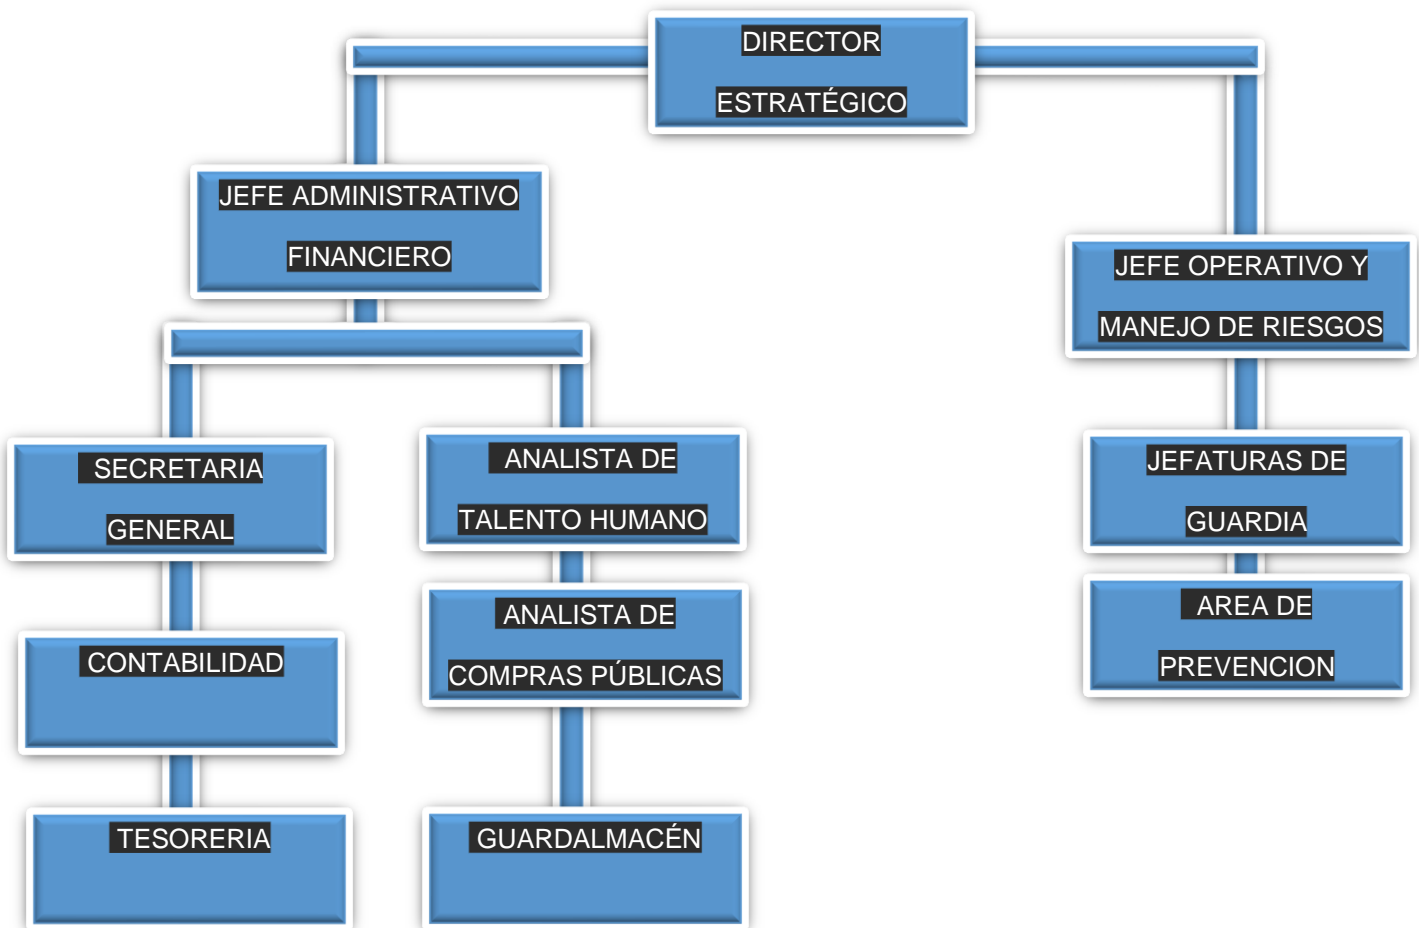 DIRECTOR
ESTRATÉGICO
JEFE ADMINISTRATIVO
FINANCIERO
JEFE OPERATIVO Y
MANEJO DE RIESGOS
SECRETARIA
GENERAL
ANALISTA DE
TALENTO HUMANO
JEFATURAS DE
GUARDIA
ANALISTA DE
COMPRAS PÚBLICAS
AREA DE
PREVENCION
CONTABILIDAD
TESORERIA
GUARDALMACÉN